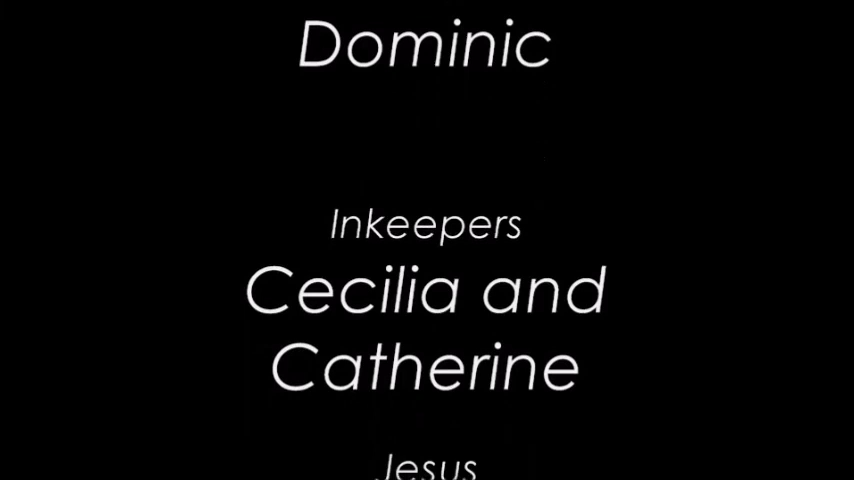 Dominic
Inkeepers
Cecilia and
Catherine
Jesus